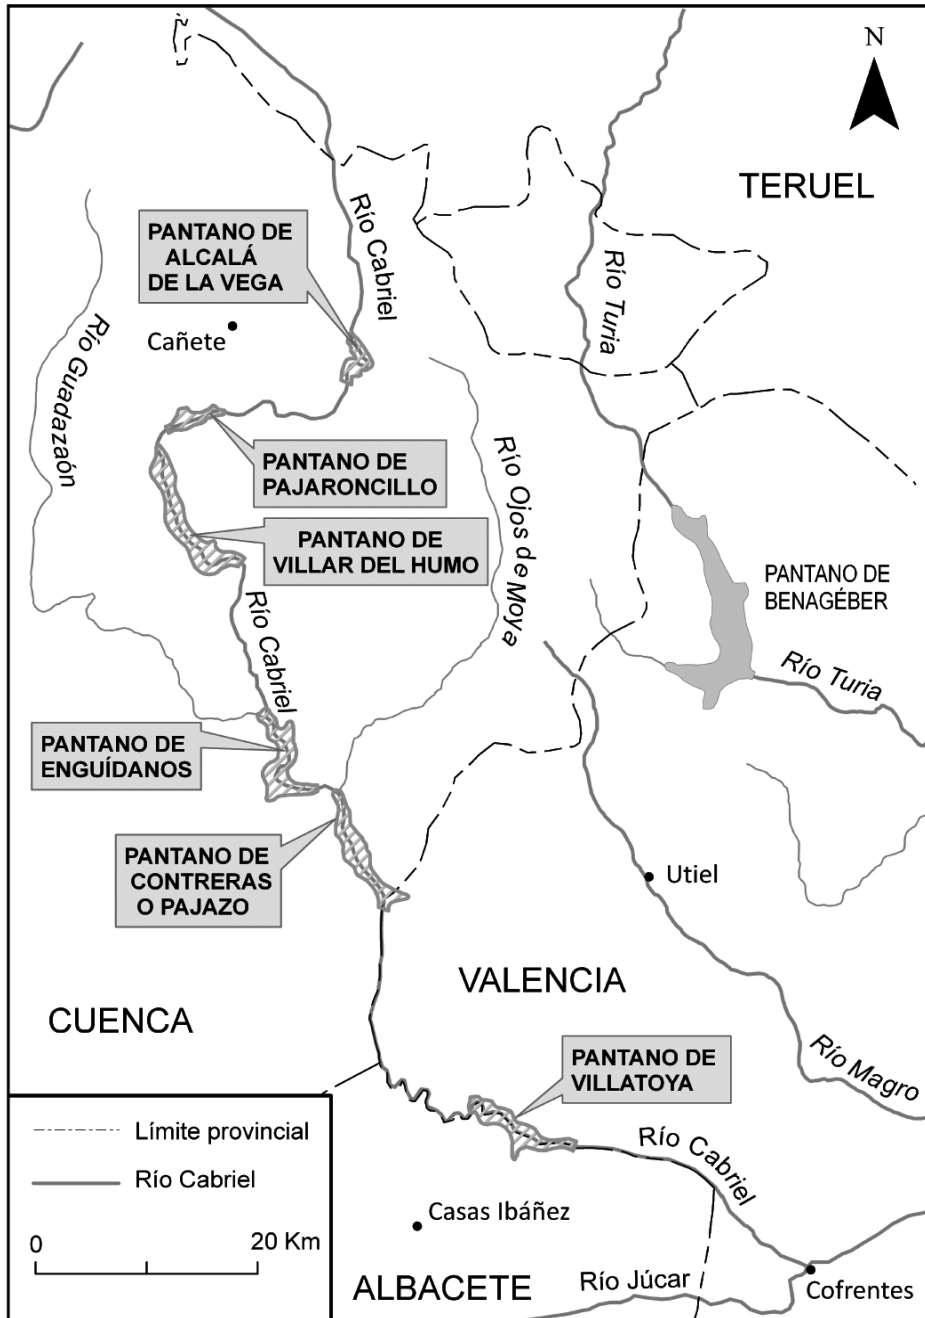 N
TERUEL
Río Cabriel
PANTANO DE
ALCALÁ
DE LA VEGA
Río Turia
Cañete
Río Guadazaón
PANTANO DE
PAJARONCILLO
Río Ojos de Moya
PANTANO DE
VILLAR DEL HUMO
PANTANO DE
BENAGÉBER
Río Cabriel
Río Turia
PANTANO DE
ENGUÍDANOS
PANTANO DE
CONTRERAS
O PAJAZO
Utiel
VALENCIA
CUENCA
Río Magro
PANTANO DE
VILLATOYA
Límite provincial
Río Cabriel
Río Cabriel
Casas Ibáñez
0 20 Km
ALBACETE
Río Júcar
Cofrentes